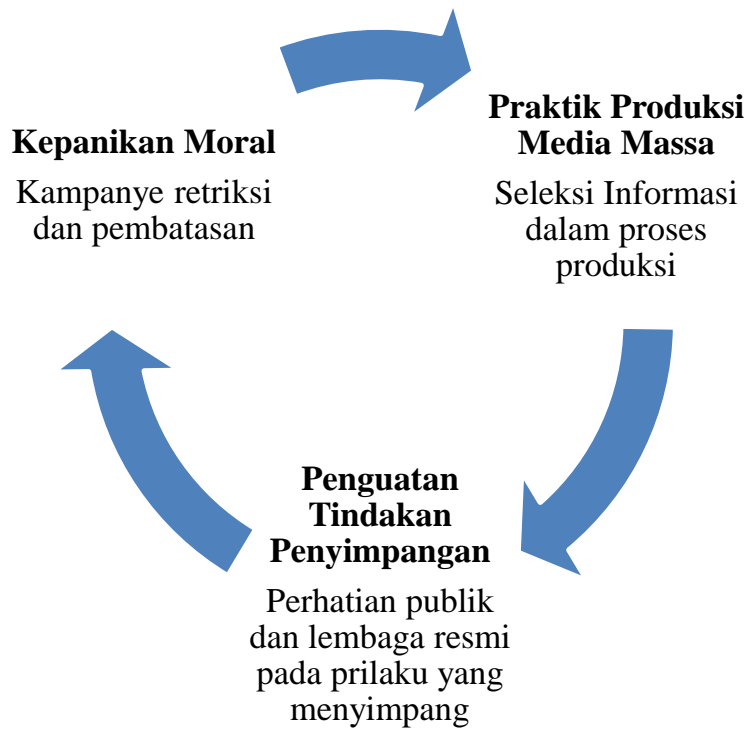 Kepanikan Moral
Kampanye retriksi
dan pembatasan
Praktik Produksi
Media Massa
Seleksi Informasi
dalam proses
produksi
Penguatan
Tindakan
Penyimpangan
Perhatian publik
dan lembaga resmi
pada prilaku yang
menyimpang